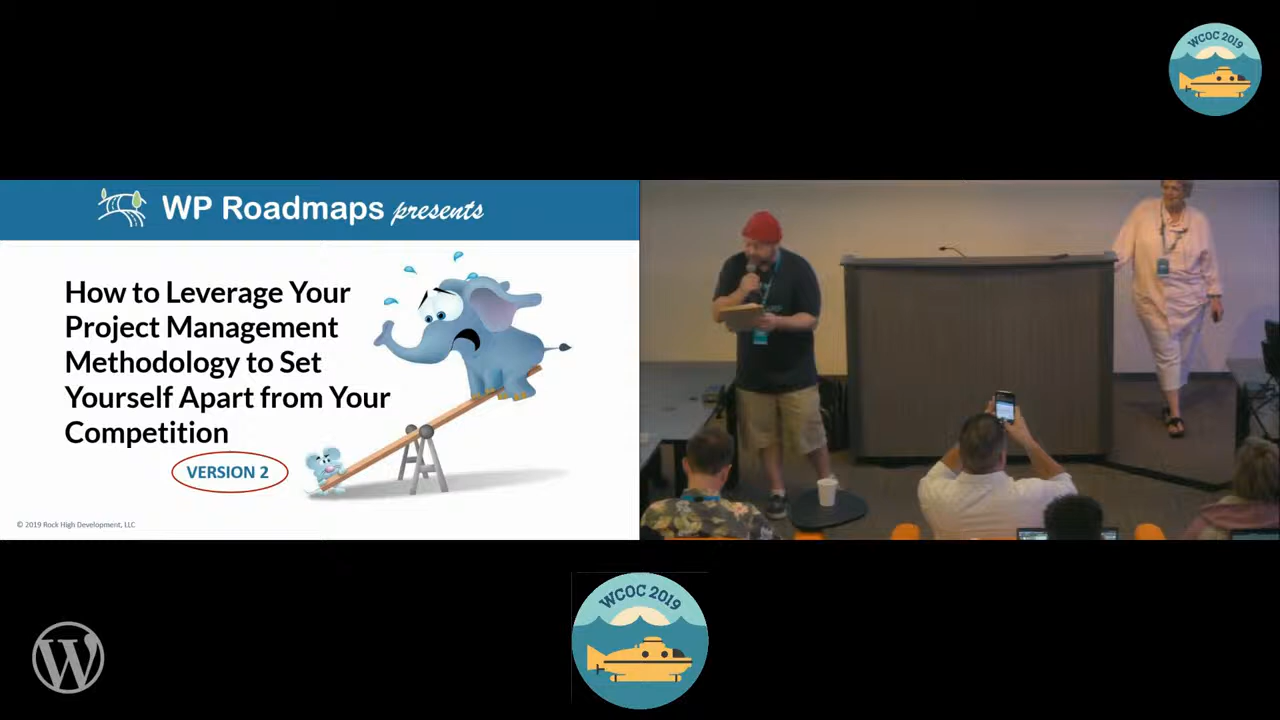 WCOC 2019
WP Roadmaps presents
How to Leverage Your
Project Management
Methodology to Set
Yourself Apart from Your
Competition
VERSION 2
© 2019 Rock High Development, LLC
WCOC 2019